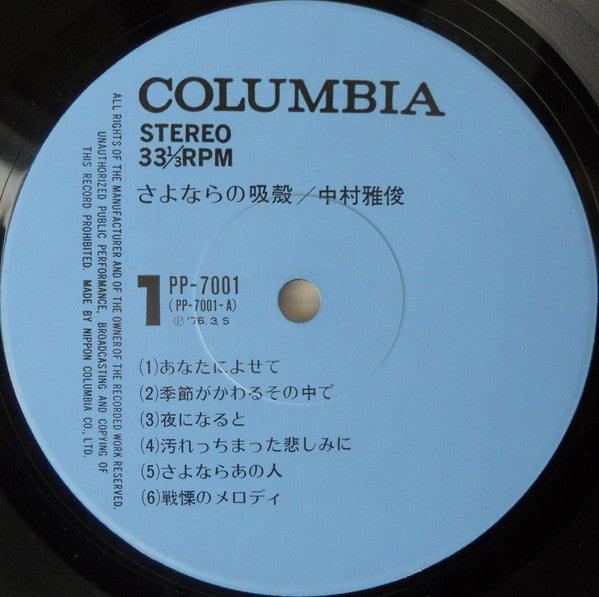 COLUMBIA
STEREO
33⅓RPM
さよならの吸殻/中村雅俊
1
PP-7001
(PP-7001-A)
Ⓟ '76.3.S
(1)あなたによせて
(2)季節がかわるその中で
(3)夜になると
(4)汚れっちまった悲しみに
(5)さよならあの人
(6)戦慄のメロディ
ALL RIGHTS OF THE MANUFACTURER AND OF THE OWNER OF THE RECORDED WORK RESERVED.
UNAUTHORIZED PUBLIC PERFORMANCE, BROADCASTING AND COPYING OF
THIS RECORD PROHIBITED. MADE BY NIPPON COLUMBIA CO., LTD.